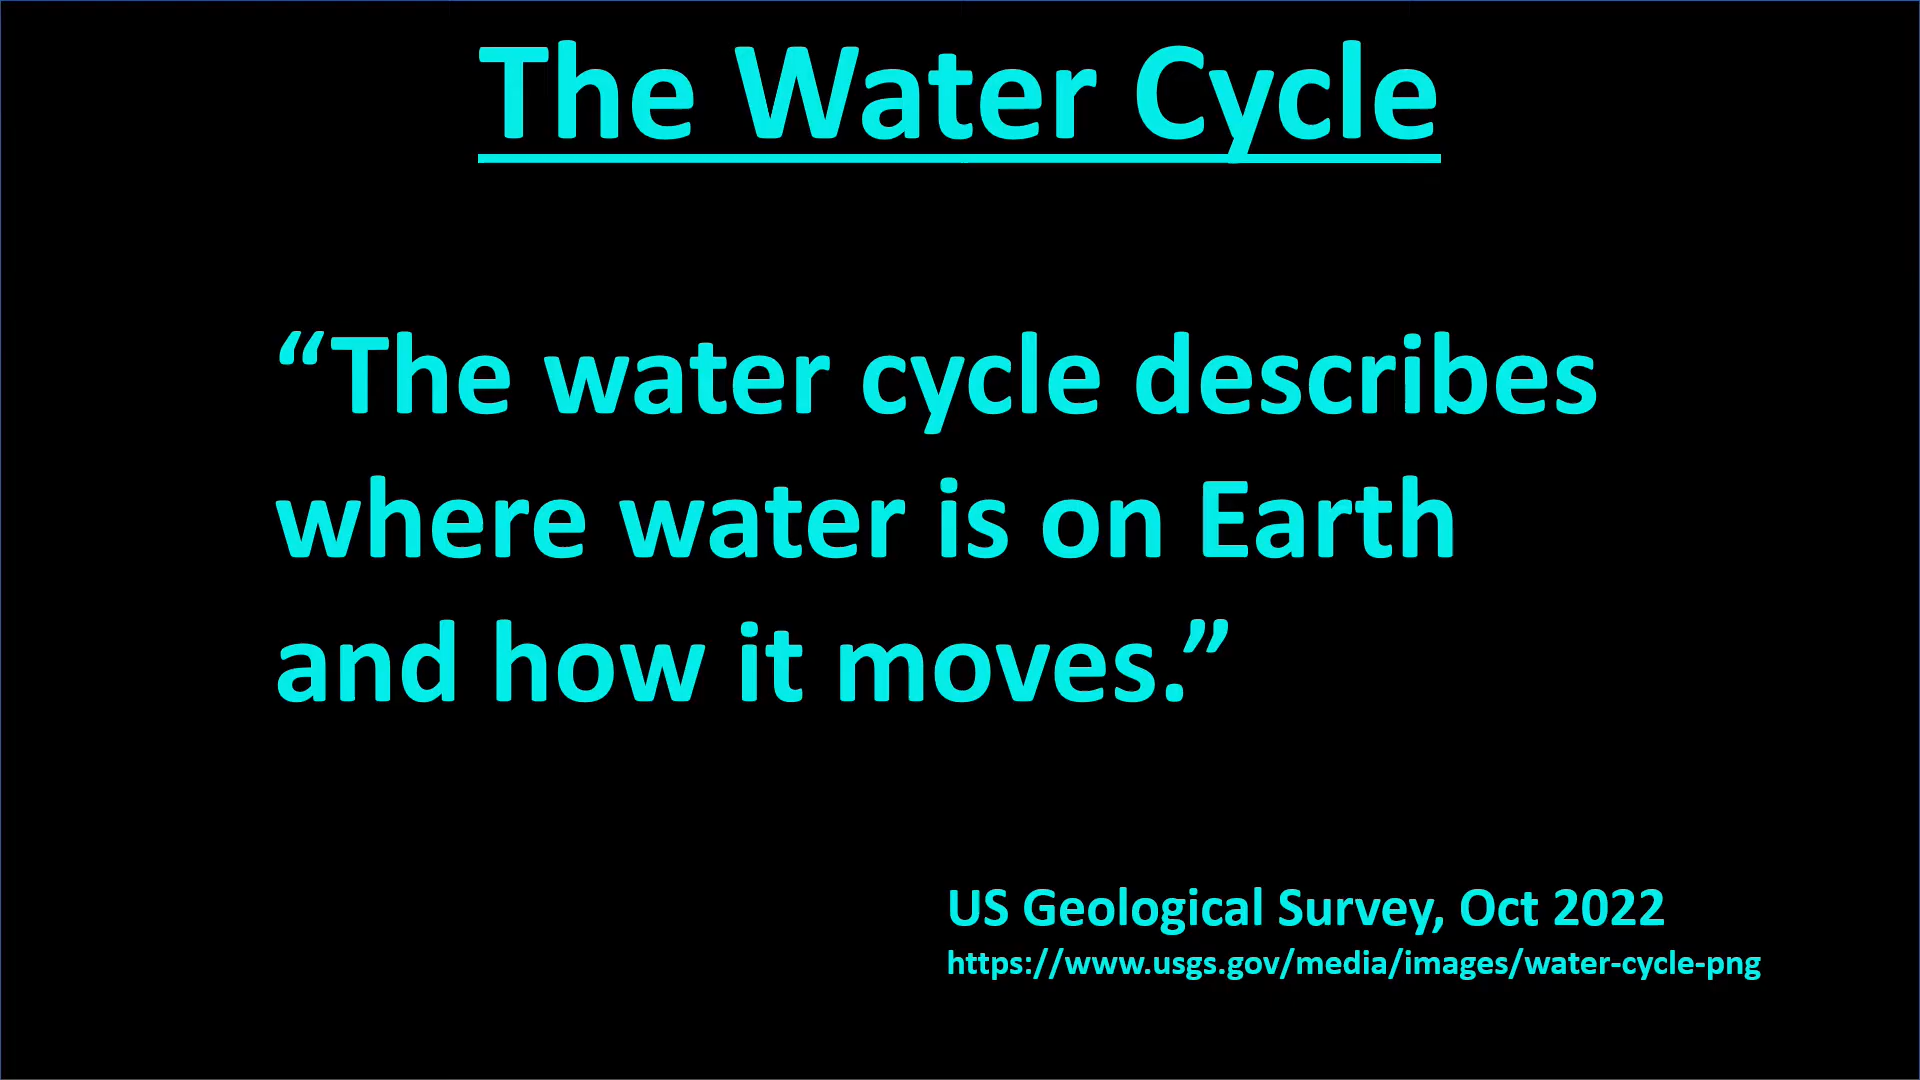 The Water Cycle
“The water cycle describes
where water is on Earth
and how it moves.”
US Geological Survey, Oct 2022
https://www.usgs.gov/media/images/water-cycle-png